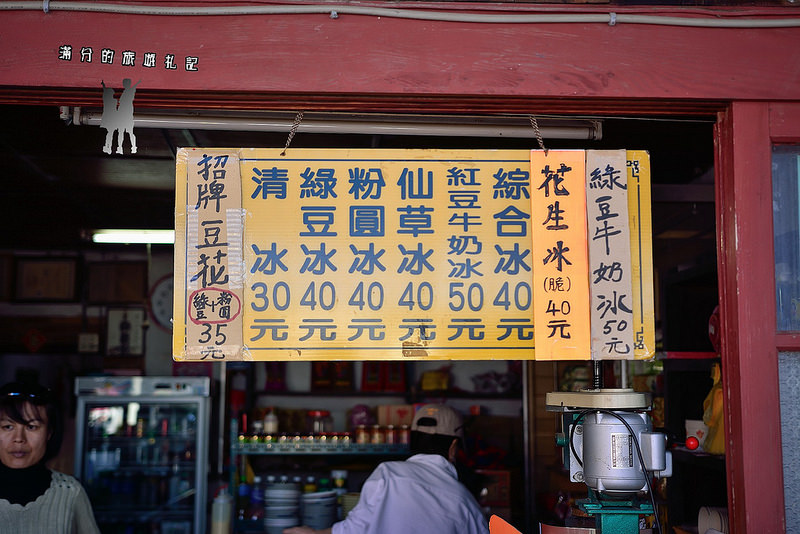 滿分的旅遊札記
招牌豆花
雙+粉圓
35元
清冰30元
綠豆冰40元
粉圓冰40元
仙草冰40元
紅豆牛奶冰50元
綜合冰40元
花生冰(脆)40元
綠豆牛奶冰50元